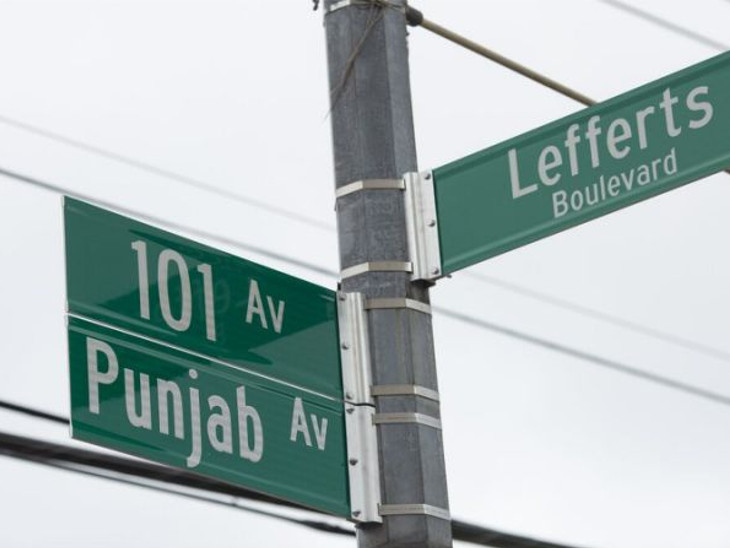 Lefferts
Boulevard
101 Av
Punjab Av